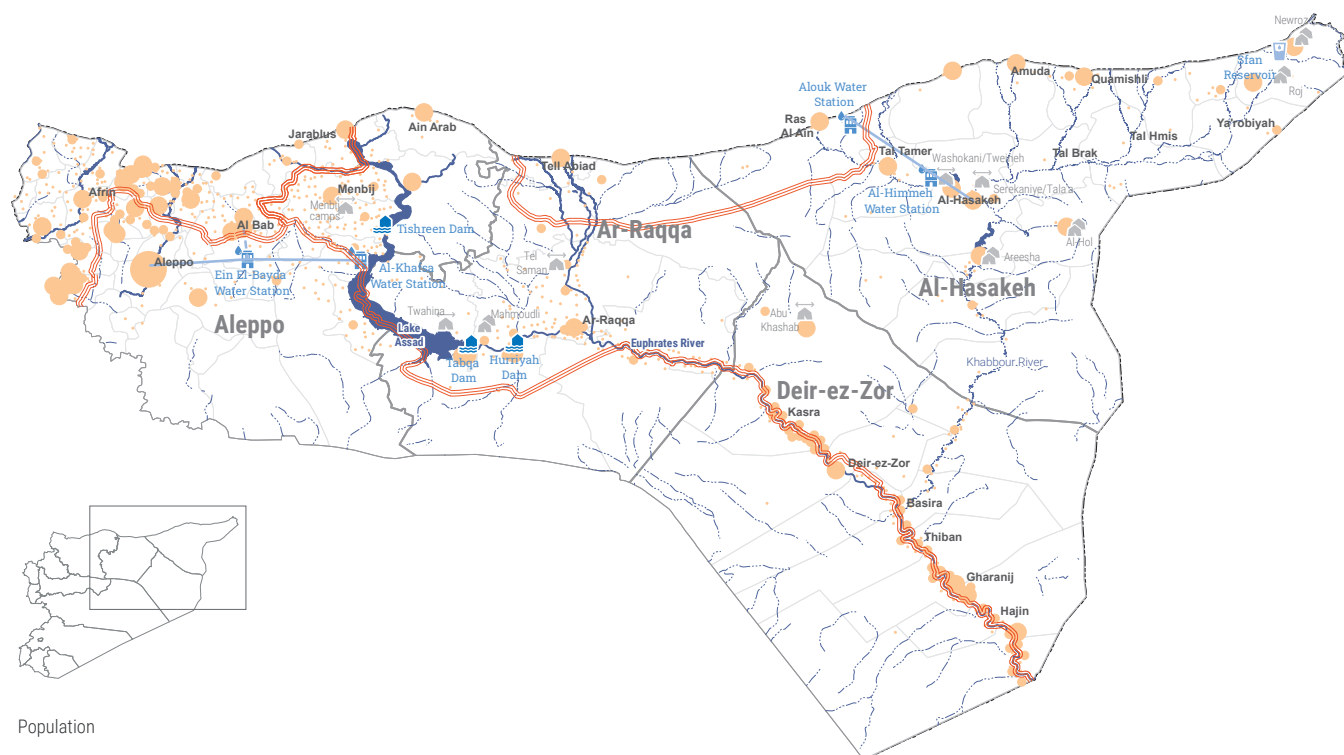 Newroz
Sfan
Reservoir
Roj
Amuda
Quamishli
Alouk Water
Station
Ya'robiyah
Ras
Al Ain
Tal Hmis
Ain Arab
Jarablus
Tal Tamer
Washokani/Tweineh
Tal Brak
Tell Abiad
Al-Himmeh
Water Station
Serekaniye/Tala'a
Al-Hasakeh
Afrin
Menbij
Menbij
camps
Al Bab
Tishreen Dam
Ar-Raqqa
Al-Hol
Aleppo
Tel
Saman
Areesha
Ein El-Bayda
Water Station
Al-Khafsa
Water Station
Al-Hasakeh
Aleppo
Twahina
Mahmoudli
Abu
Khashab
Lake
Assad
Ar-Raqqa
Euphrates River
Tabqa
Dam
Hurriyah
Dam
Khabbour River
Deir-ez-Zor
Kasra
Deir-ez-Zor
Basira
Thiban
Gharanij
Hajin
Population